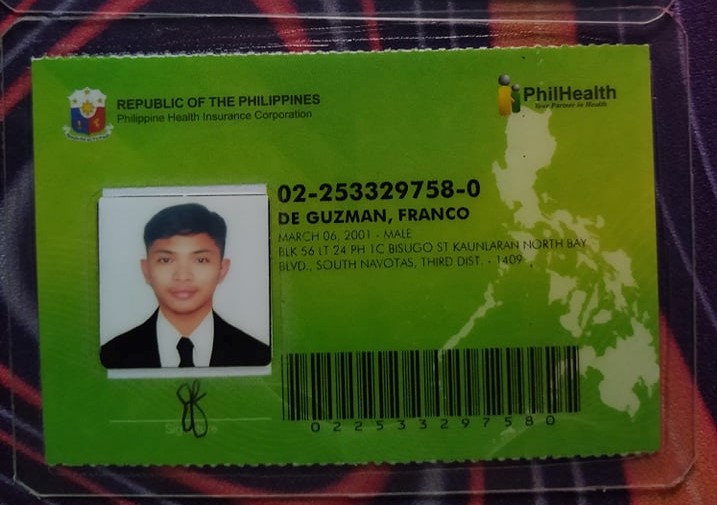 REPUBLIC OF THE PHILIPPINES
Philippine Health Insurance Corporation
PhilHealth
Your Partner in Health
02-253329758-0
DE GUZMAN, FRANCO
MARCH 06, 2001 - MALE
BLK 56 LT 24 PH 1C BISUGO ST KAUNLARAN NORTH BAY
BLVD., SOUTH NAVOTAS, THIRD DIST. - 1409
022533297580